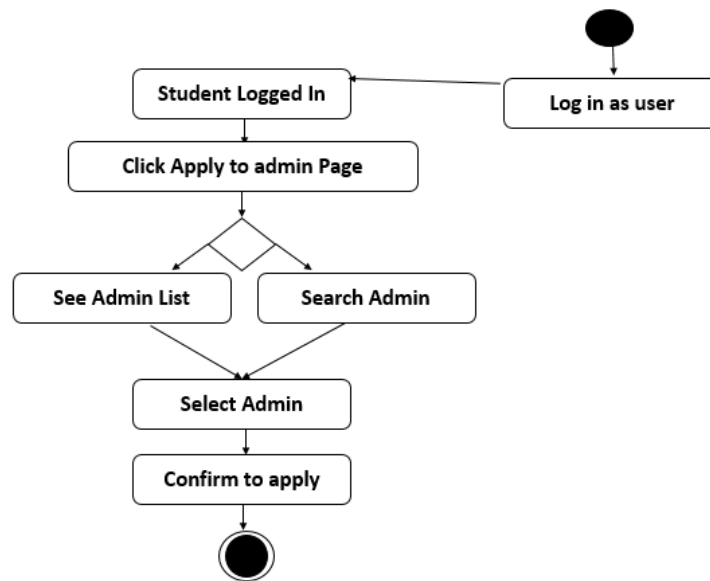 Log in as user
Student Logged In
Click Apply to admin Page
See Admin List
Search Admin
Select Admin
Confirm to apply